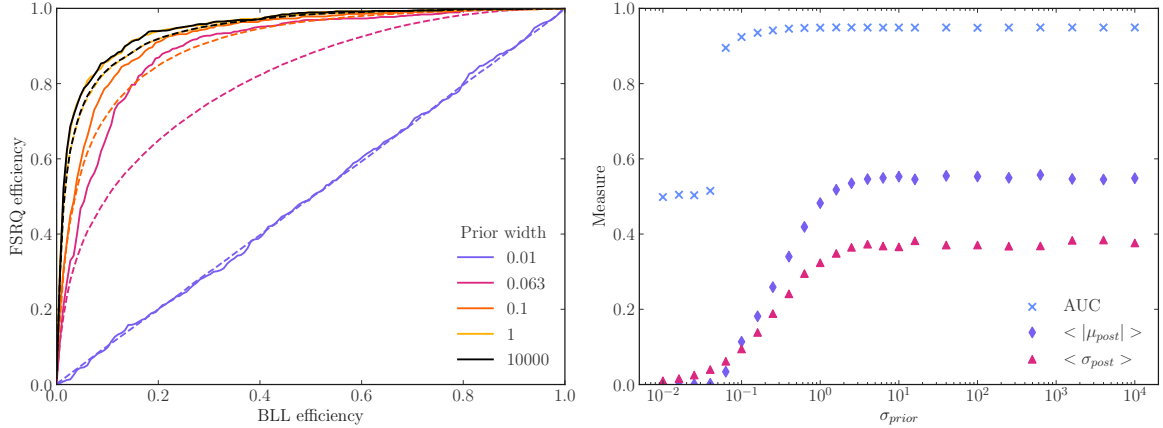 1.0
0.8
0.6
0.4
0.2
0.0
FSRQ efficiency
0.0 0.2 0.4 0.6 0.8 1.0
BLL efficiency
Prior width
0.01
0.063
0.1
1
10000
1.0
0.8
0.6
0.4
0.2
0.0
Measure
10⁻² 10⁻¹ 10⁰ 10¹ 10² 10³ 10⁴
σ_prior
AUC
< |μ_post| >
< σ_post >